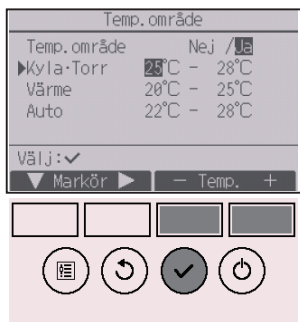 Temp.område
Temp.område Nej /Ja
▶Kyla·Torr 25°C - 28°C
Värme 20°C - 25°C
Auto 22°C - 28°C
Välj:✓
▼ Markör ▶ - Temp. +